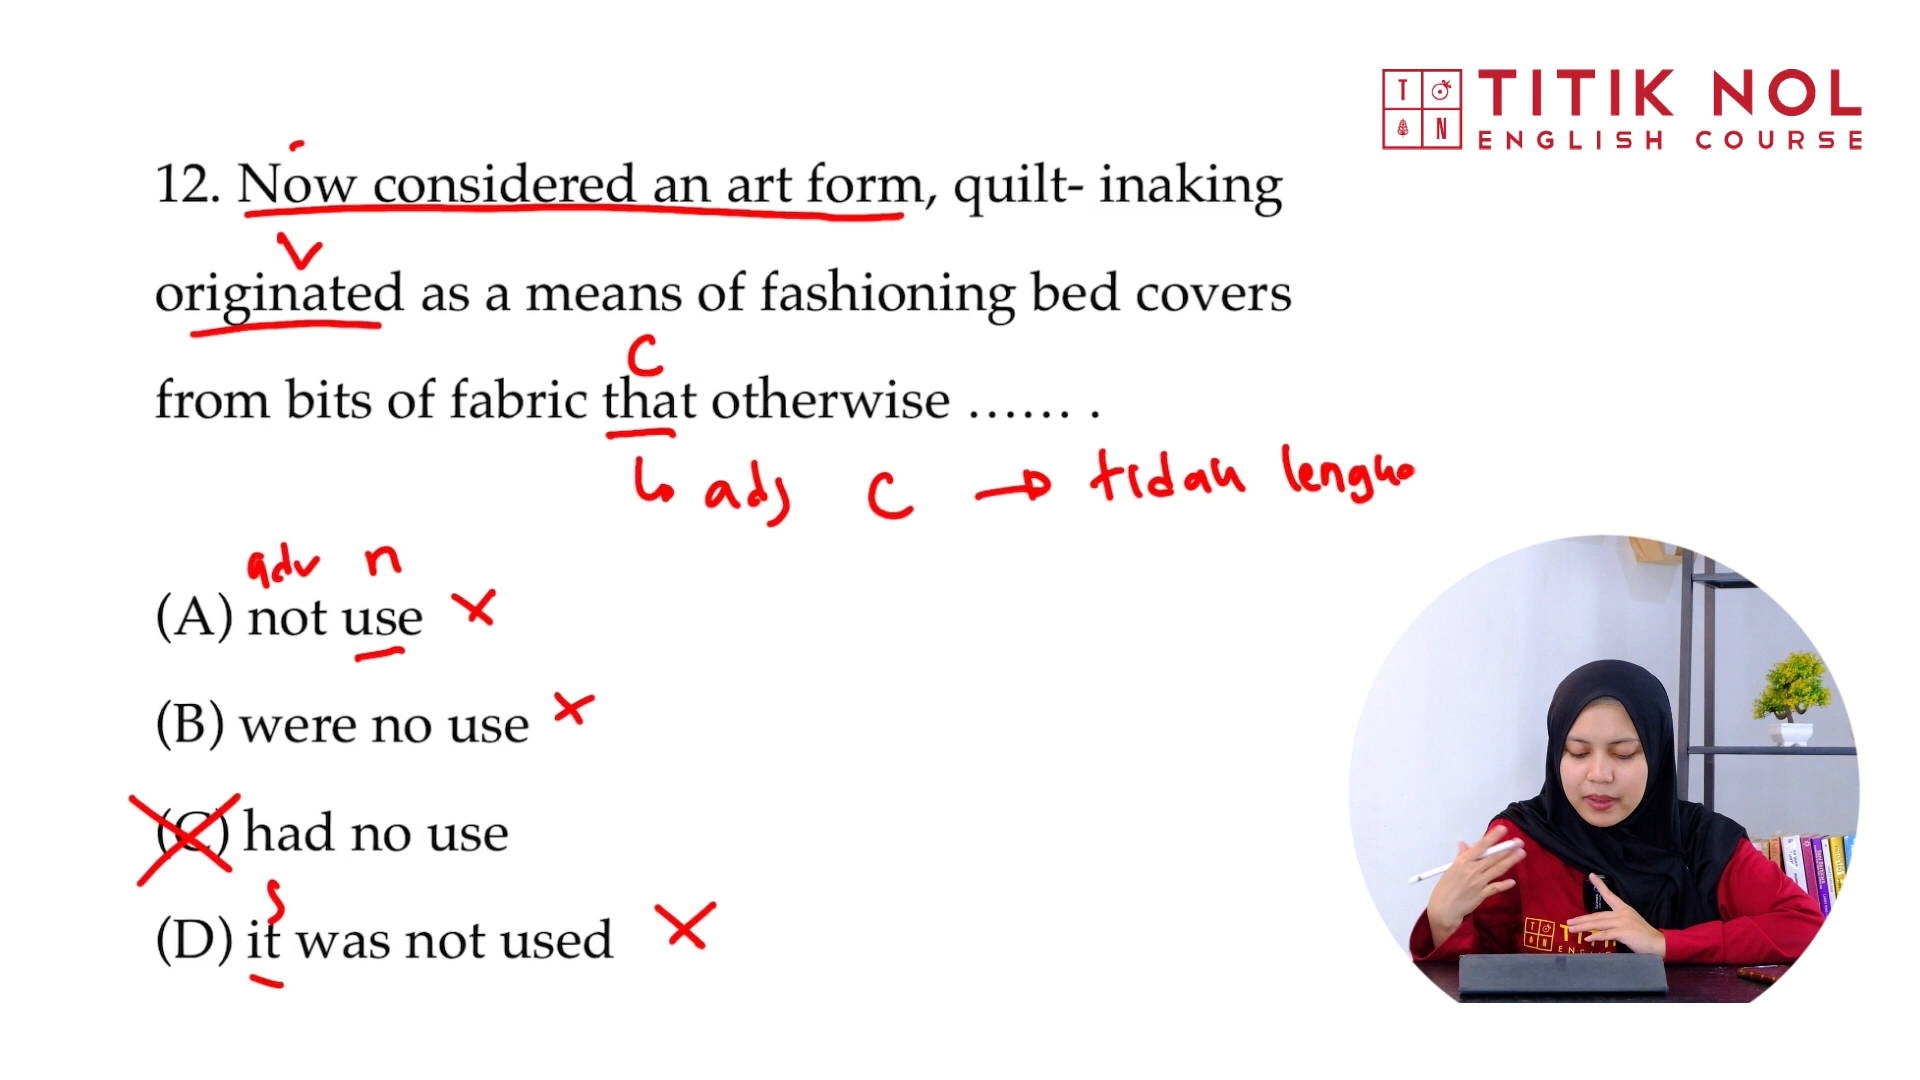 TITIK NOL
ENGLISH COURSE
12. Now considered an art form, quilt- inaking
V
originated as a means of fashioning bed covers
C
from bits of fabric that otherwise ...... .
adj C → tidak
adv n
(A) not use
(B) were no use
(C) had no use
S
(D) it was not used